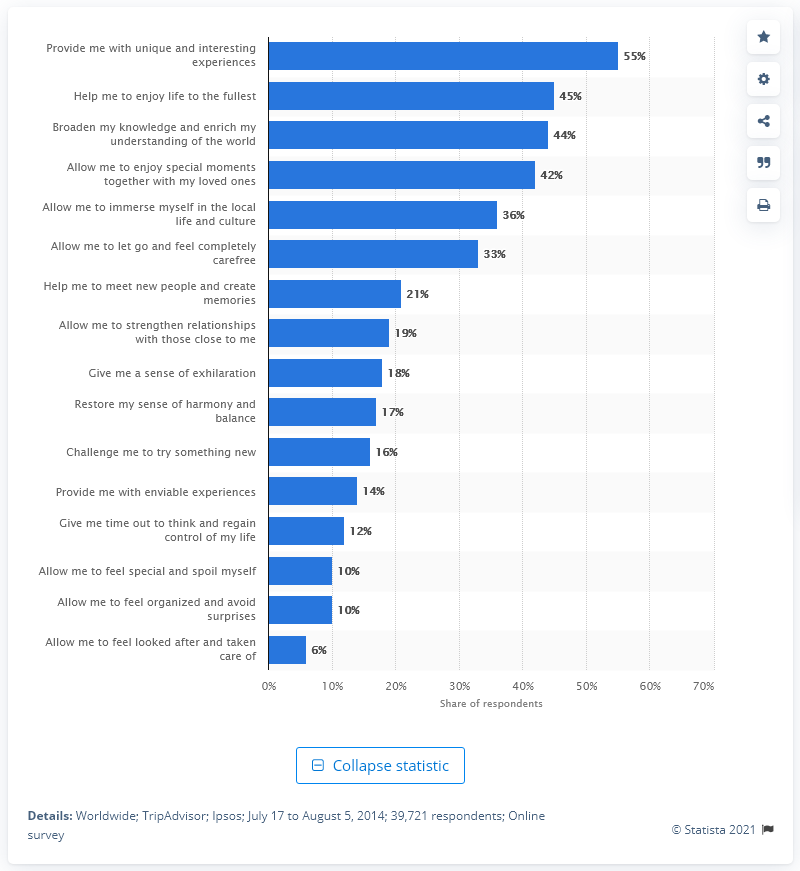 Provide me with unique and interesting
experiences
55%
Help me to enjoy life to the fullest
45%
Broaden my knowledge and enrich my
understanding of the world
44%
Allow me to enjoy special moments
together with my loved ones
42%
Allow me to immerse myself in the local
life and culture
36%
Allow me to let go and feel completely
carefree
33%
Help me to meet new people and create
memories
21%
Allow me to strengthen relationships
with those close to me
19%
Give me a sense of exhilaration
18%
Restore my sense of harmony and
balance
17%
Challenge me to try something new
16%
Provide me with enviable experiences
14%
Give me time out to think and regain
control of my life
12%
Allow me to feel special and spoil myself
10%
Allow me to feel organized and avoid
surprises
10%
Allow me to feel looked after and taken
care of
6%
0% 10% 20% 30% 40% 50% 60% 70%
Share of respondents
Collapse statistic
Details: Worldwide; TripAdvisor; Ipsos; July 17 to August 5, 2014; 39,721 respondents; Online
survey
© Statista 2021